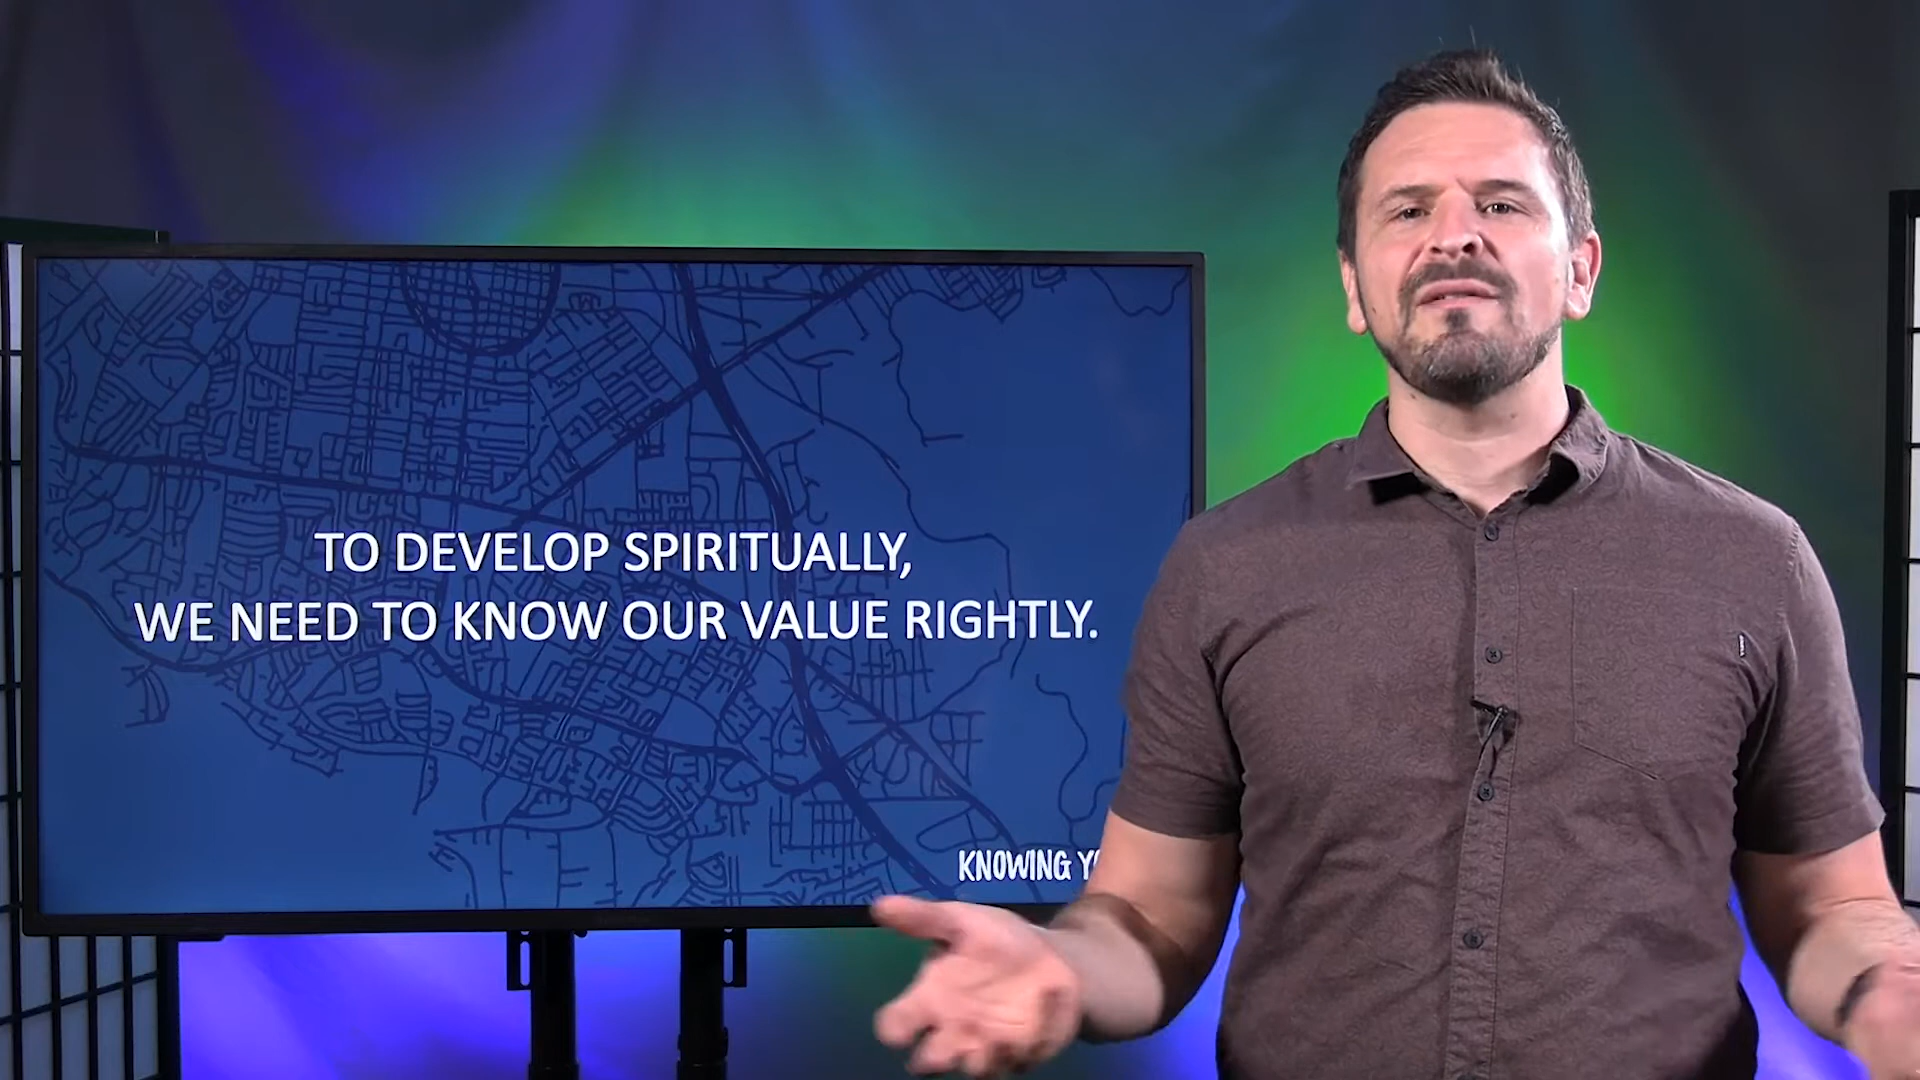 TO DEVELOP SPIRITUALLY,
WE NEED TO KNOW OUR VALUE RIGHTLY.
KNOWING